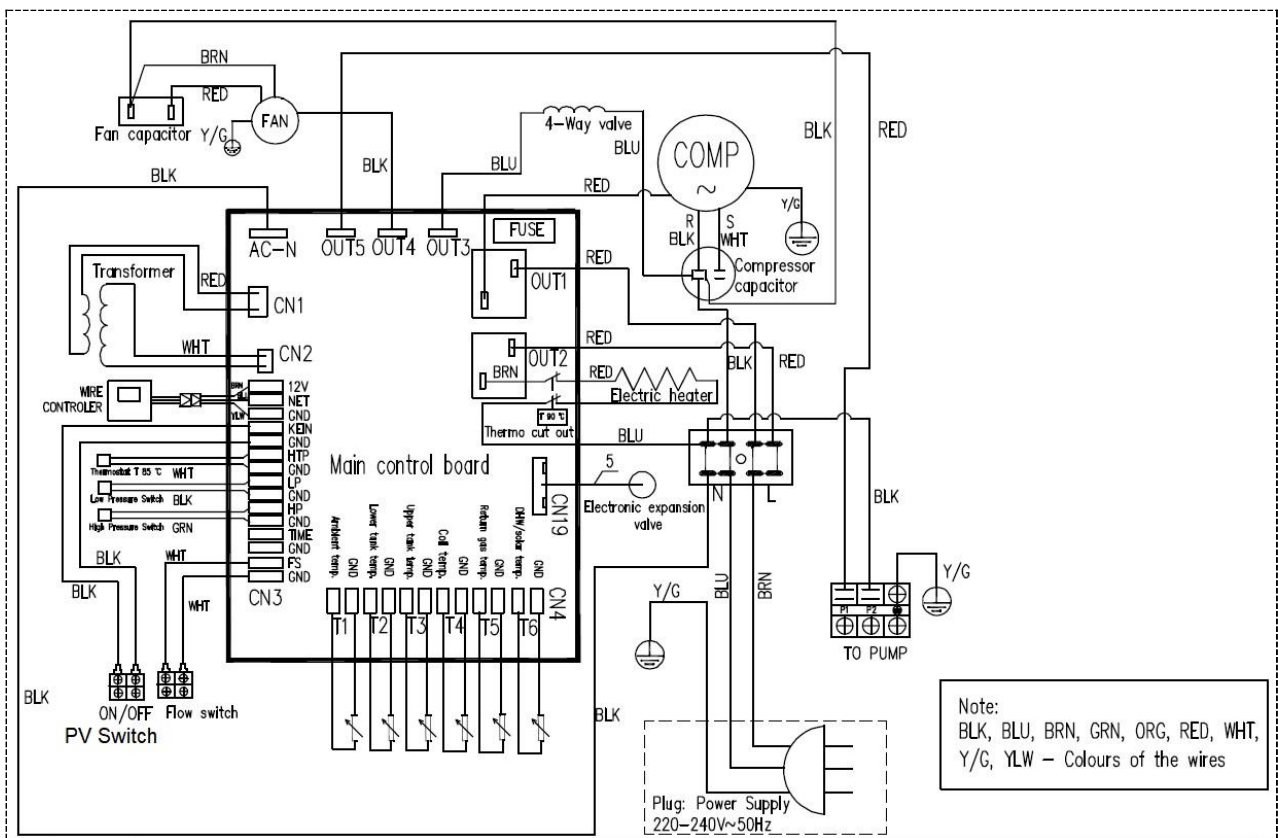 BRN
RED
Fan capacitor
Y/G
FAN
BLK
BLK
4-Way valve
BLU
BLU
COMP
~
BLK
RED
RED
Y/G
R
S
BLK
WHT
Compressor
capacitor
AC-N
OUT5
OUT4
OUT3
FUSE
OUT1
RED
Transformer
RED
CN1
WHT
CN2
OUT2
RED
BLK
RED
BRN
RED
Electric heater
T 90 ℃
Thermo cut out
BLU
WIRE
CONTROLER
BRN
BLU
YLW
12V
NET
GND
KEIN
GND
HTP
GND
LP
GND
HP
GND
TIME
GND
FS
GND
CN3
Thermostat T 85 ℃
WHT
Low Pressure Switch
BLK
High Pressure Switch
GRN
Main control board
CN19
5
Electronic expansion
valve
N
L
BLK
Ambient temp.
GND
Lower tank temp.
GND
Upper tank temp.
GND
Coil temp.
GND
Return gas temp.
GND
DHW/solar temp.
GND
CN4
T1
T2
T3
T4
T5
T6
BLK
BLK
WHT
WHT
ON/OFF
Flow switch
PV Switch
BLK
BLK
Y/G
BLU
BRN
Y/G
P1
P2
TO PUMP
Plug: Power Supply
220-240V~50Hz
Note:
BLK, BLU, BRN, GRN, ORG, RED, WHT,
Y/G, YLW - Colours of the wires